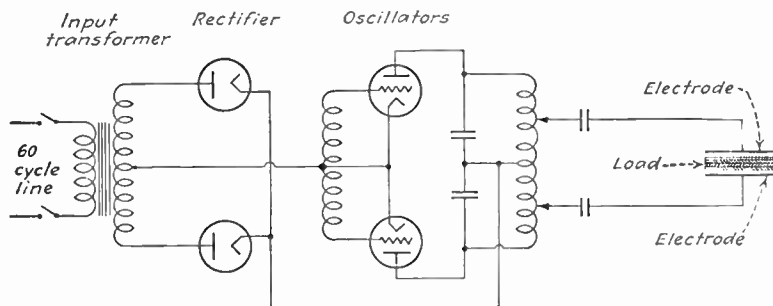 Input
transformer
Rectifier
Oscillators
60
cycle
line
Electrode
Load
Electrode